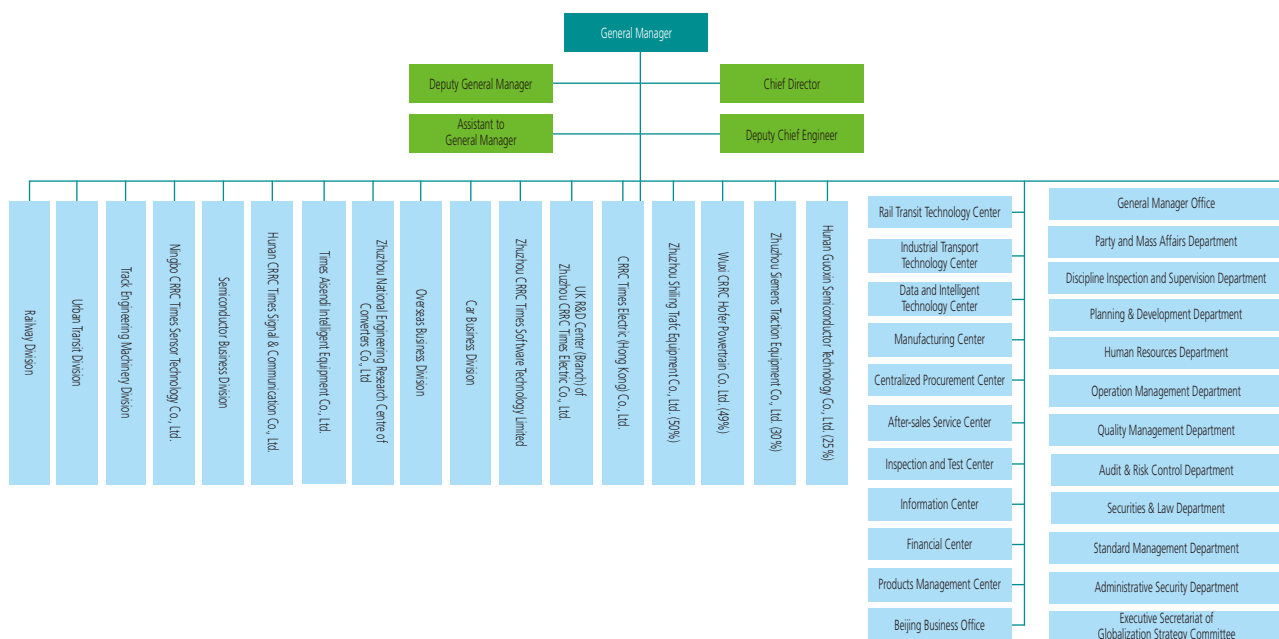 General Manager
Deputy General Manager
Chief Director
Assistant to
General Manager
Deputy Chief Engineer
Railway Division
Urban Transit Division
Track Engineering Machinery Division
Ningbo CRRC Times Sensor Technology Co., Ltd.
Semiconductor Business Division
Hunan CRRC Times Signal & Communication Co., Ltd.
Times Aisendi Intelligent Equipment Co., Ltd.
Zhuzhou National Engineering Research Centre of
Converters Co., Ltd
Overseas Business Division
Car Business Division
Zhuzhou CRRC Times Software Technology Limited
UK R&D Center (Branch) of
Zhuzhou CRRC Times Electric Co., Ltd.
CRRC Times Electric (Hong Kong) Co., Ltd.
Zhuzhou Shiling Trafc Equipment Co., Ltd. (50%)
Wuxi CRRC Hofer Powertrain Co. Ltd. (49%)
Zhuzhou Siemens Traction Equipment Co., Ltd. (30%)
Hunan Guoxin Semiconductor Technology Co., Ltd. (25%)
Rail Transit Technology Center
Industrial Transport
Technology Center
Data and Intelligent
Technology Center
Manufacturing Center
Centralized Procurement Center
After-sales Service Center
Inspection and Test Center
Information Center
Financial Center
Products Management Center
Beijing Business Office
General Manager Office
Party and Mass Affairs Department
Discipline Inspection and Supervision Department
Planning & Development Department
Human Resources Department
Operation Management Department
Quality Management Department
Audit & Risk Control Department
Securities & Law Department
Standard Management Department
Administrative Security Department
Executive Secretariat of
Globalization Strategy Committee